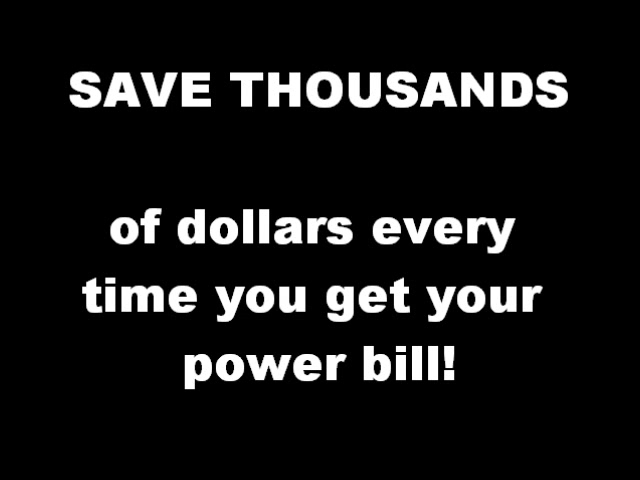 SAVE THOUSANDS
of dollars every
time you get your
power bill!